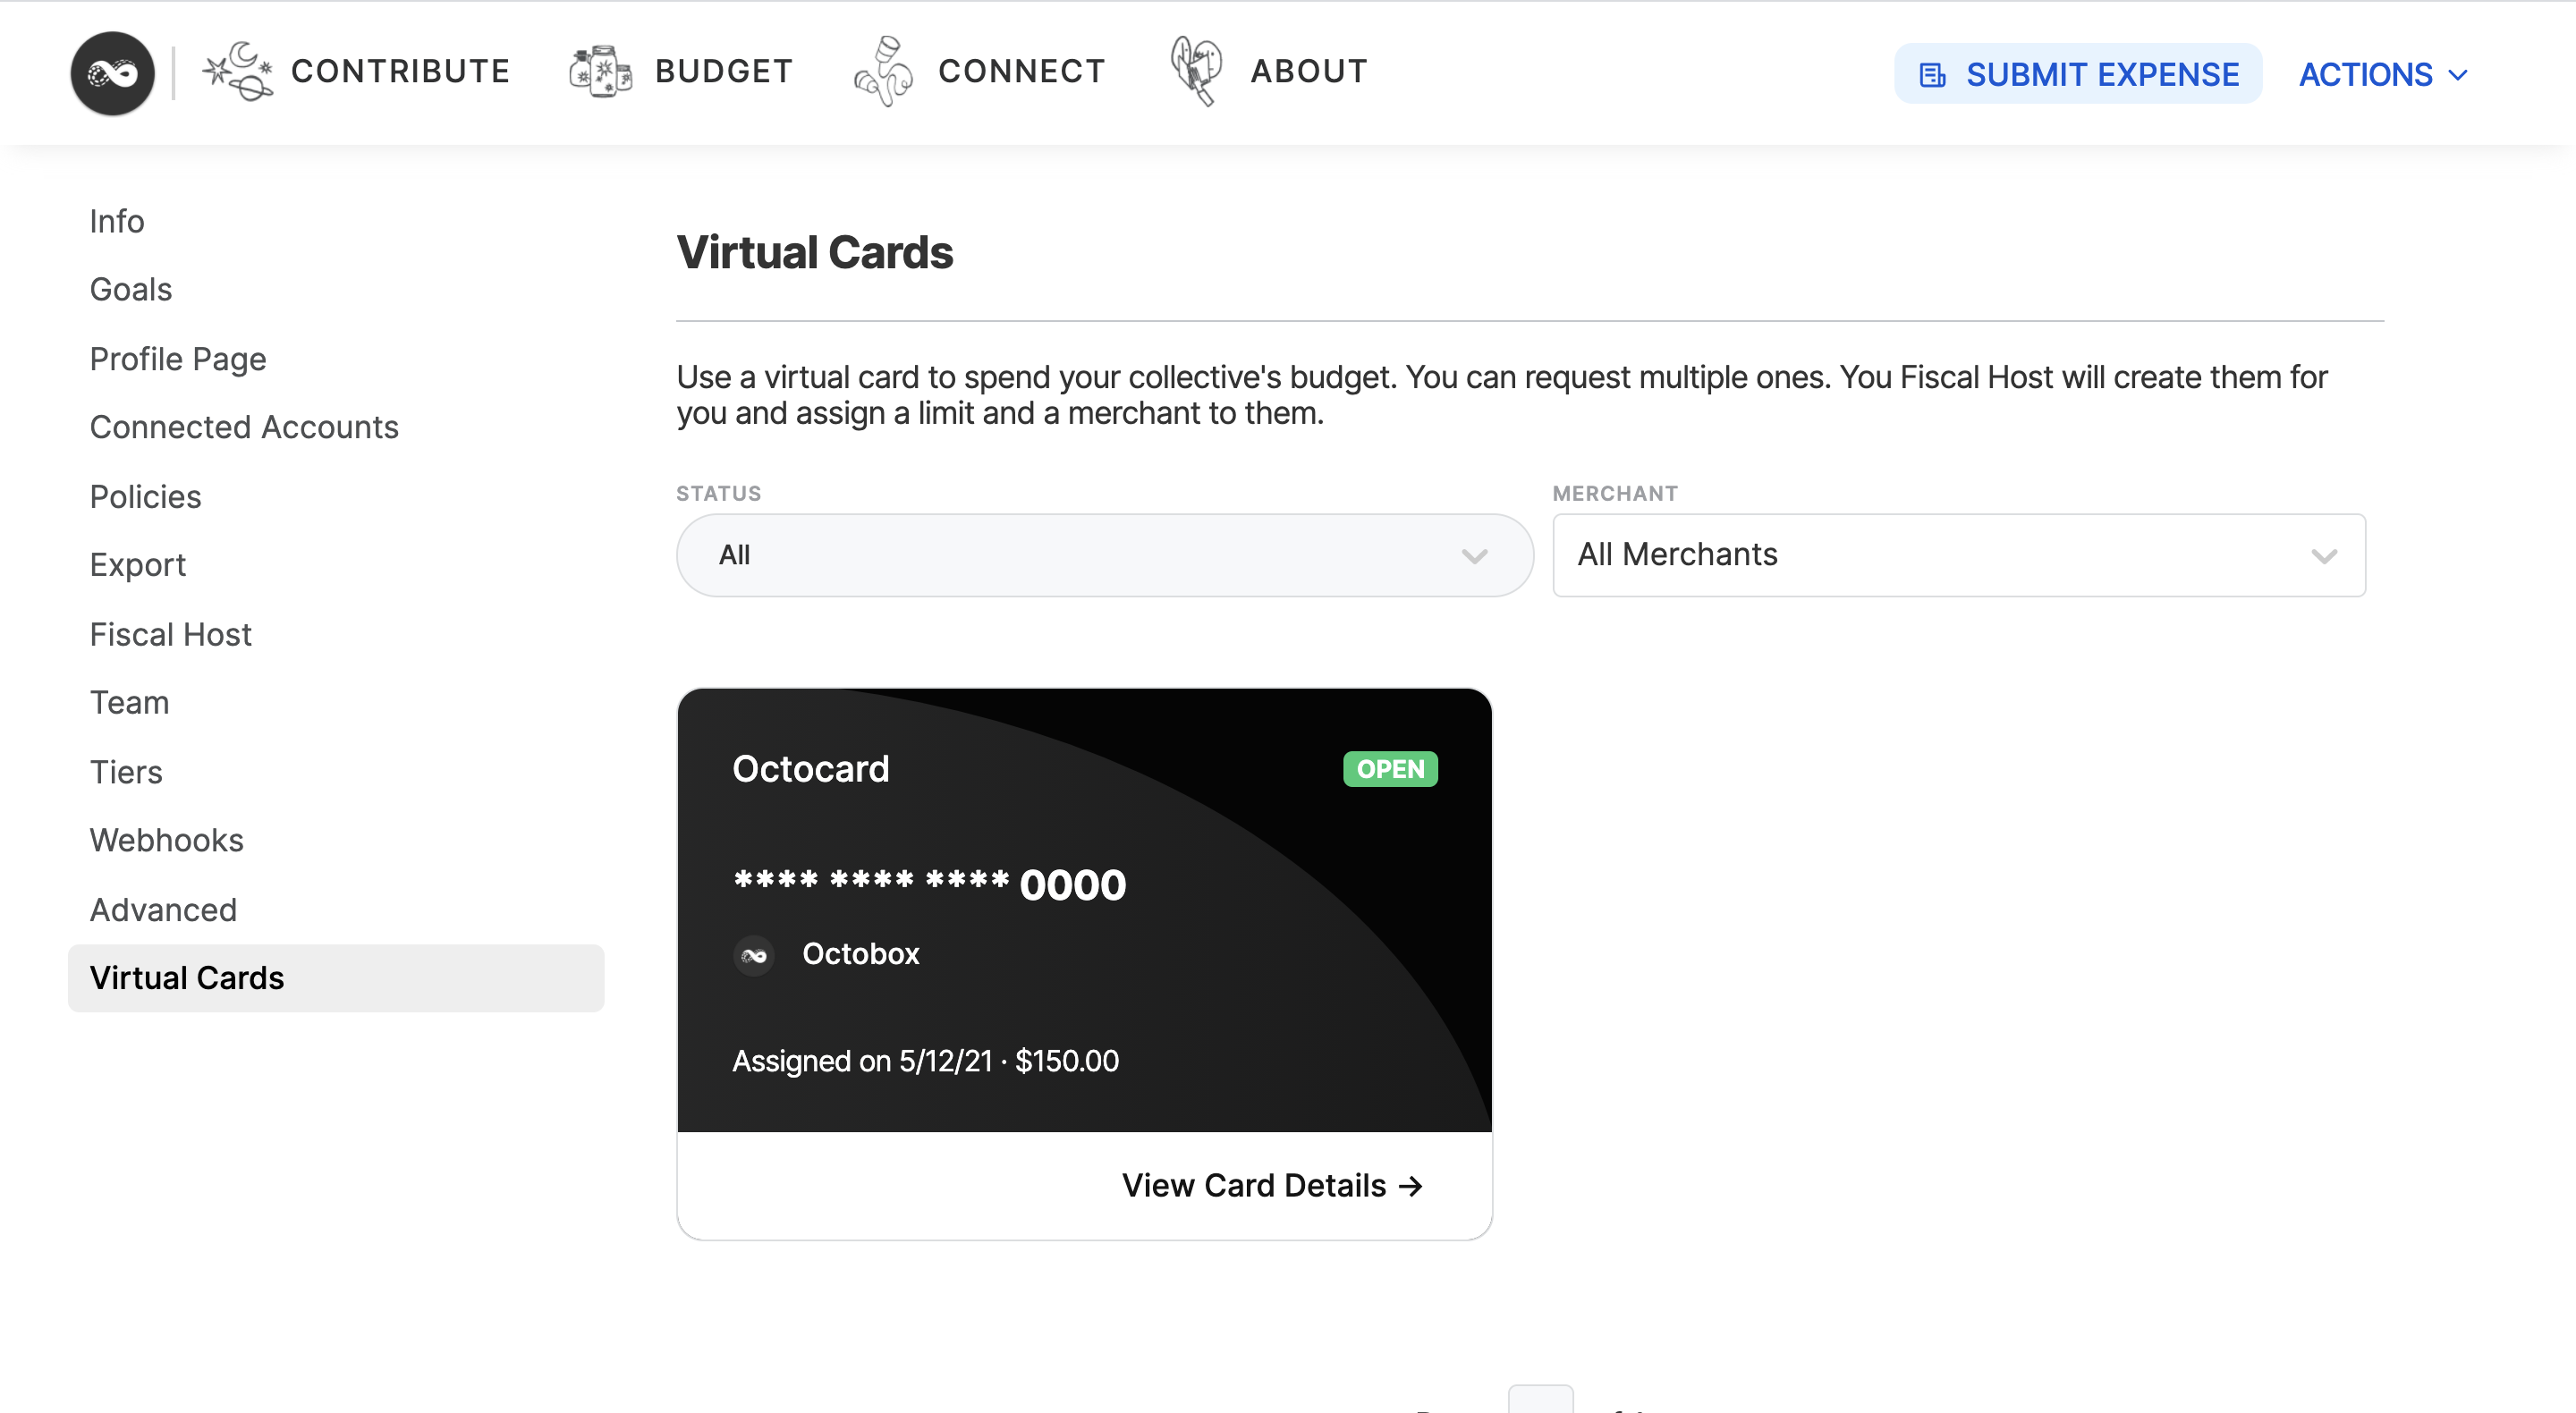 CONTRIBUTE
BUDGET
CONNECT
ABOUT
SUBMIT EXPENSE
ACTIONS
Info
Goals
Profile Page
Connected Accounts
Policies
Export
Fiscal Host
Team
Tiers
Webhooks
Advanced
Virtual Cards
Virtual Cards
Use a virtual card to spend your collective's budget. You can request multiple ones. You Fiscal Host will create them for
you and assign a limit and a merchant to them.
STATUS
MERCHANT
All
All Merchants
Octocard
OPEN
**** **** **** 0000
Octobox
Assigned on 5/12/21 · $150.00
View Card Details →